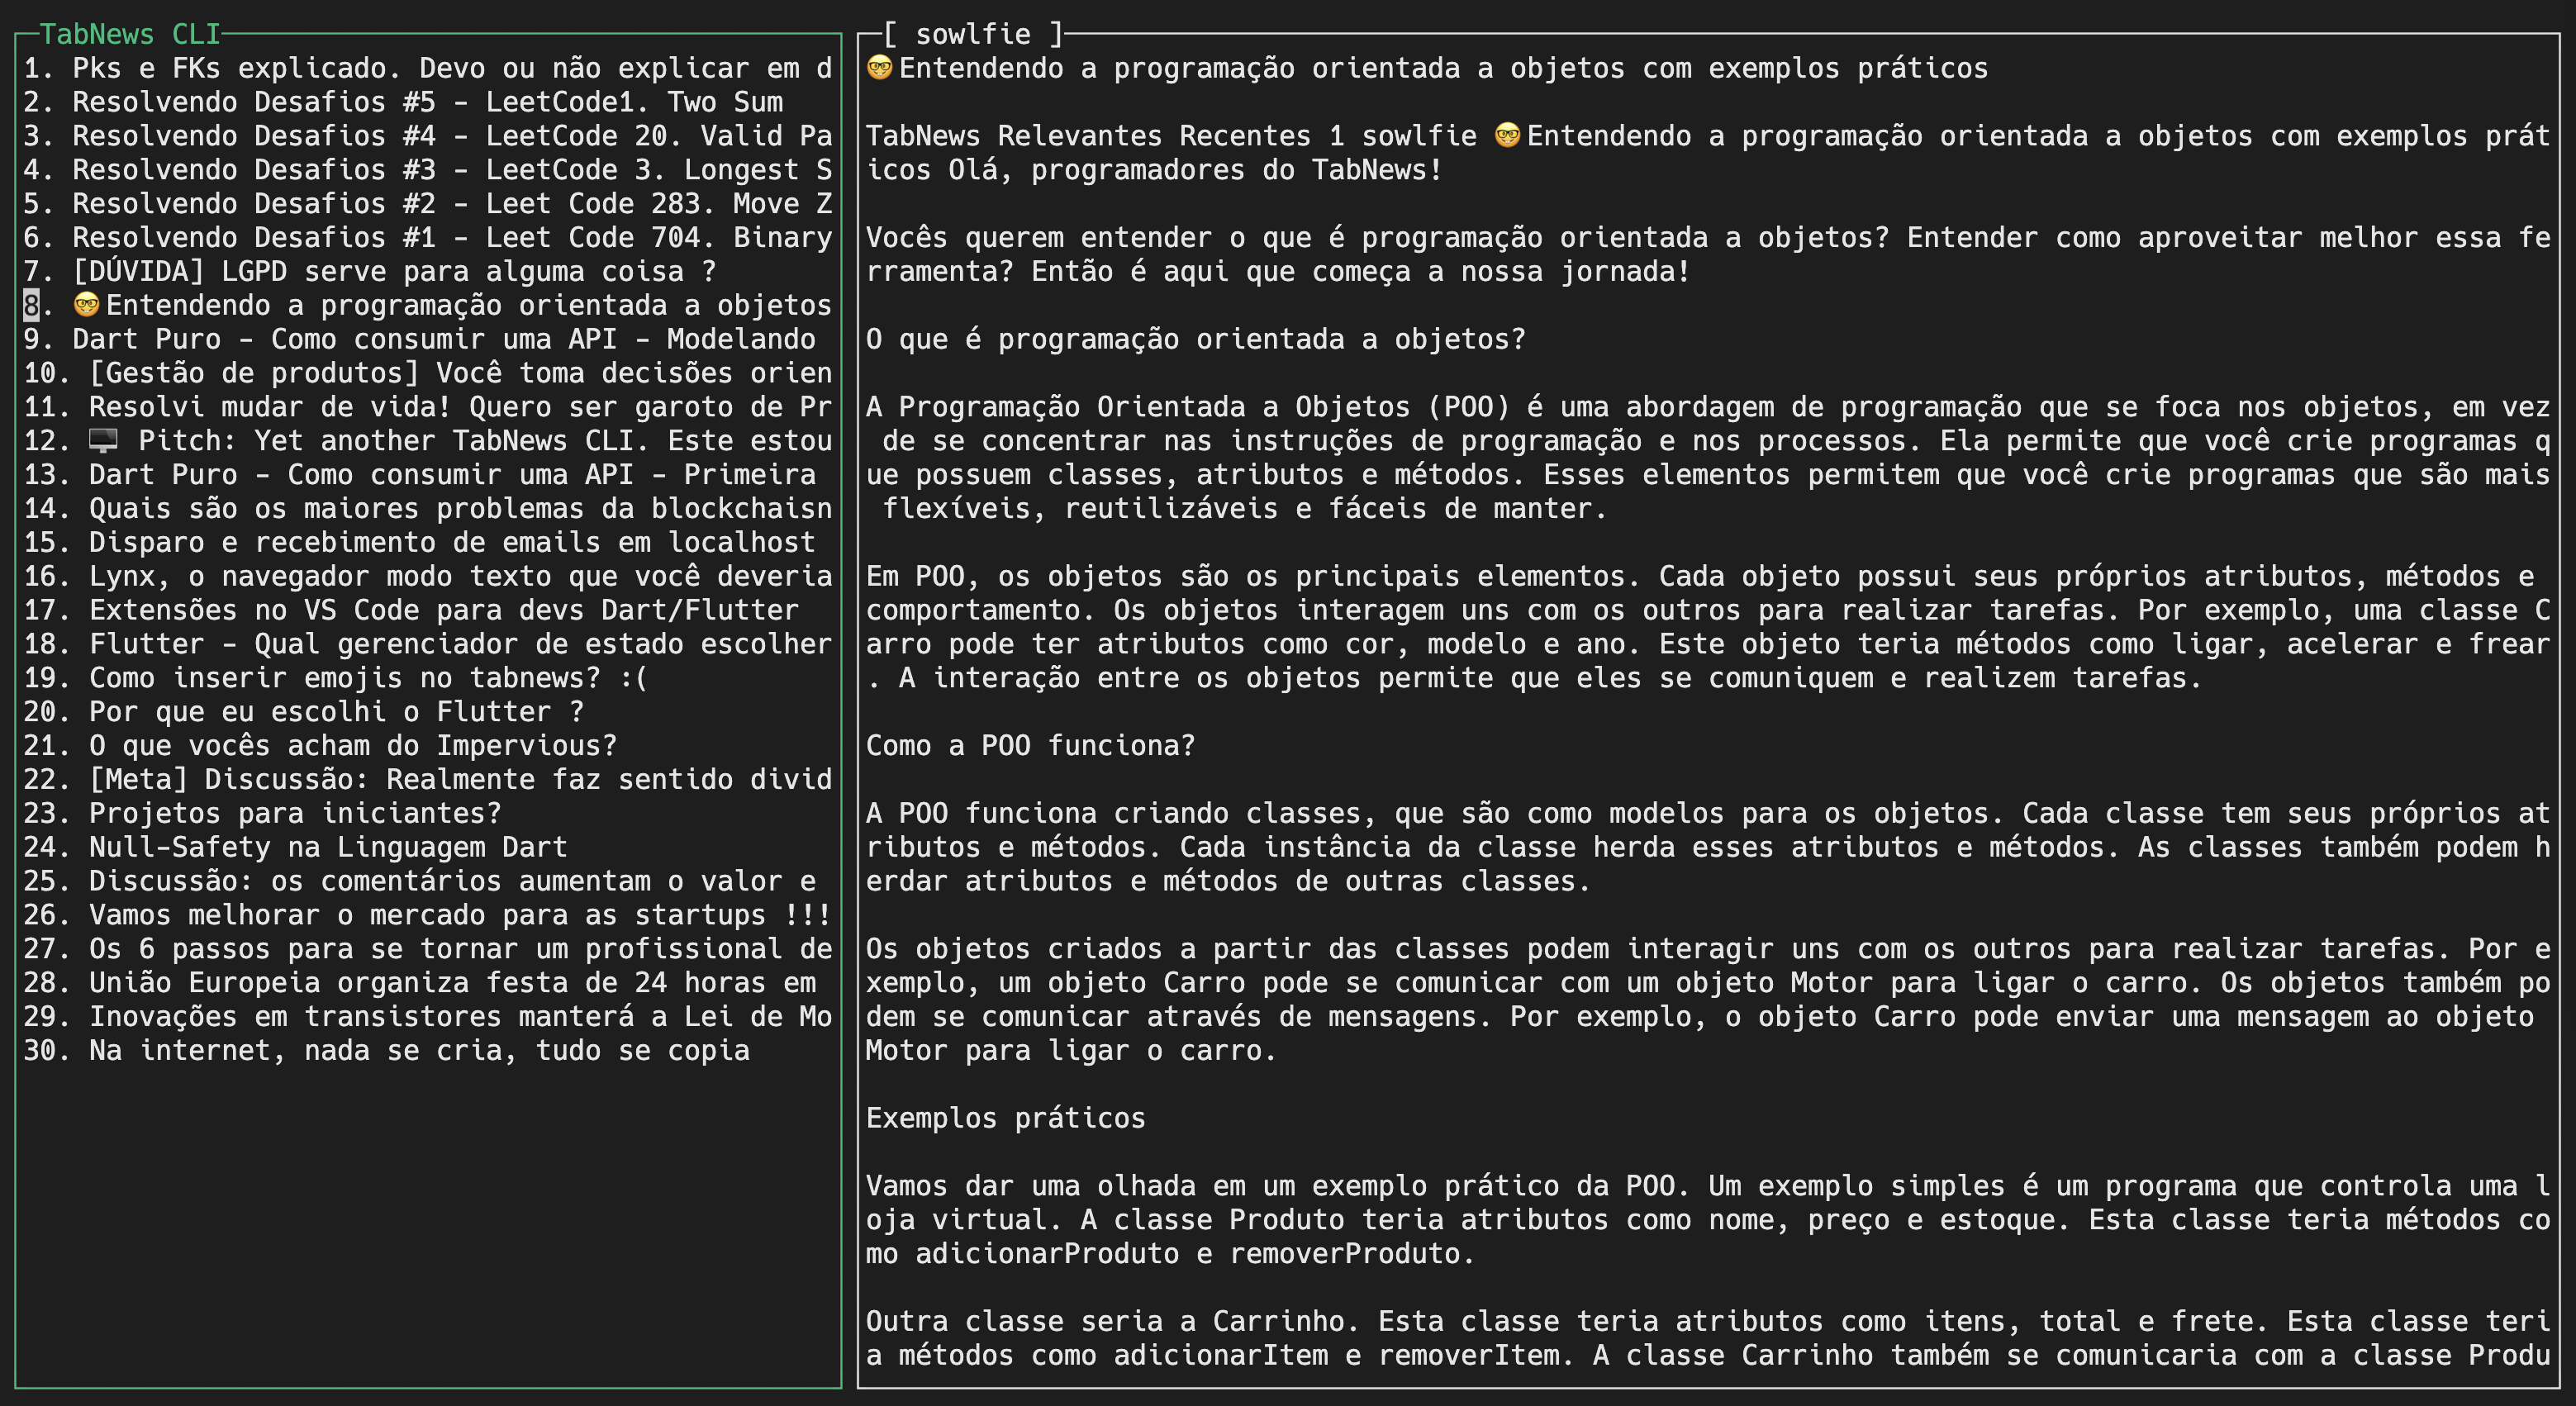 TabNews CLI
1. Pks e FKs explicado. Devo ou não explicar em d
2. Resolvendo Desafios #5 - LeetCode1. Two Sum
3. Resolvendo Desafios #4 - LeetCode 20. Valid Pa
4. Resolvendo Desafios #3 - LeetCode 3. Longest S
5. Resolvendo Desafios #2 - Leet Code 283. Move Z
6. Resolvendo Desafios #1 - Leet Code 704. Binary
7. [DÚVIDA] LGPD serve para alguma coisa ?
8. 🤓Entendendo a programação orientada a objetos
9. Dart Puro - Como consumir uma API - Modelando
10. [Gestão de produtos] Você toma decisões orien
11. Resolvi mudar de vida! Quero ser garoto de Pr
12. 🖥 Pitch: Yet another TabNews CLI. Este estou
13. Dart Puro - Como consumir uma API - Primeira
14. Quais são os maiores problemas da blockchaisn
15. Disparo e recebimento de emails em localhost
16. Lynx, o navegador modo texto que você deveria
17. Extensões no VS Code para devs Dart/Flutter
18. Flutter - Qual gerenciador de estado escolher
19. Como inserir emojis no tabnews? :(
20. Por que eu escolhi o Flutter ?
21. O que vocês acham do Impervious?
22. [Meta] Discussão: Realmente faz sentido divid
23. Projetos para iniciantes?
24. Null-Safety na Linguagem Dart
25. Discussão: os comentários aumentam o valor e
26. Vamos melhorar o mercado para as startups !!!
27. Os 6 passos para se tornar um profissional de
28. União Europeia organiza festa de 24 horas em
29. Inovações em transistores manterá a Lei de Mo
30. Na internet, nada se cria, tudo se copia
[ sowlfie ]
🤓Entendendo a programação orientada a objetos com exemplos práticos
TabNews Relevantes Recentes 1 sowlfie 🤓Entendendo a programação orientada a objetos com exemplos prát
icos Olá, programadores do TabNews!
Vocês querem entender o que é programação orientada a objetos? Entender como aproveitar melhor essa fe
rramenta? Então é aqui que começa a nossa jornada!
O que é programação orientada a objetos?
A Programação Orientada a Objetos (POO) é uma abordagem de programação que se foca nos objetos, em vez
de se concentrar nas instruções de programação e nos processos. Ela permite que você crie programas q
ue possuem classes, atributos e métodos. Esses elementos permitem que você crie programas que são mais
flexíveis, reutilizáveis e fáceis de manter.
Em POO, os objetos são os principais elementos. Cada objeto possui seus próprios atributos, métodos e
comportamento. Os objetos interagem uns com os outros para realizar tarefas. Por exemplo, uma classe C
arro pode ter atributos como cor, modelo e ano. Este objeto teria métodos como ligar, acelerar e frear
. A interação entre os objetos permite que eles se comuniquem e realizem tarefas.
Como a POO funciona?
A POO funciona criando classes, que são como modelos para os objetos. Cada classe tem seus próprios at
ributos e métodos. Cada instância da classe herda esses atributos e métodos. As classes também podem h
erdar atributos e métodos de outras classes.
Os objetos criados a partir das classes podem interagir uns com os outros para realizar tarefas. Por e
xemplo, um objeto Carro pode se comunicar com um objeto Motor para ligar o carro. Os objetos também po
dem se comunicar através de mensagens. Por exemplo, o objeto Carro pode enviar uma mensagem ao objeto
Motor para ligar o carro.
Exemplos práticos
Vamos dar uma olhada em um exemplo prático da POO. Um exemplo simples é um programa que controla uma l
oja virtual. A classe Produto teria atributos como nome, preço e estoque. Esta classe teria métodos co
mo adicionarProduto e removerProduto.
Outra classe seria a Carrinho. Esta classe teria atributos como itens, total e frete. Esta classe teri
a métodos como adicionarItem e removerItem. A classe Carrinho também se comunicaria com a classe Produ